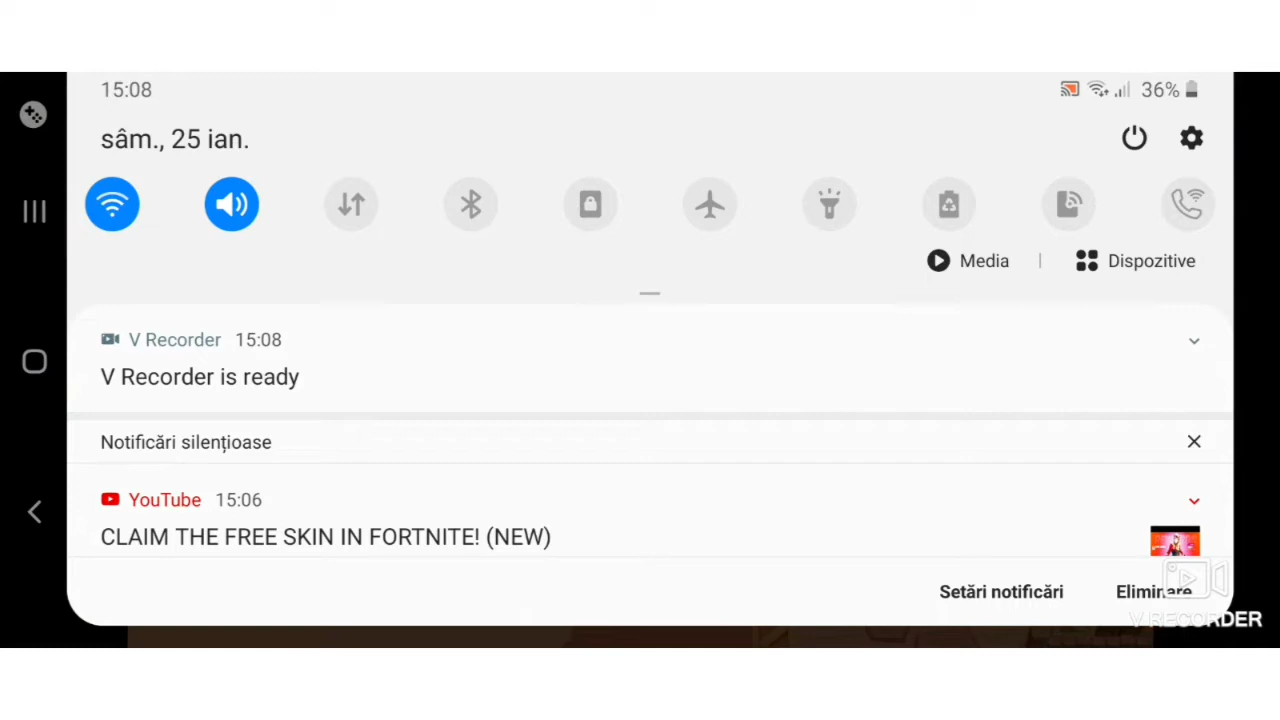 15:08
36%
sâm., 25 ian.
Media | Dispozitive
V Recorder 15:08
V Recorder is ready
Notificări silențioase
YouTube 15:06
CLAIM THE FREE SKIN IN FORTNITE! (NEW)
Setări notificări Eliminare
V RECORDER